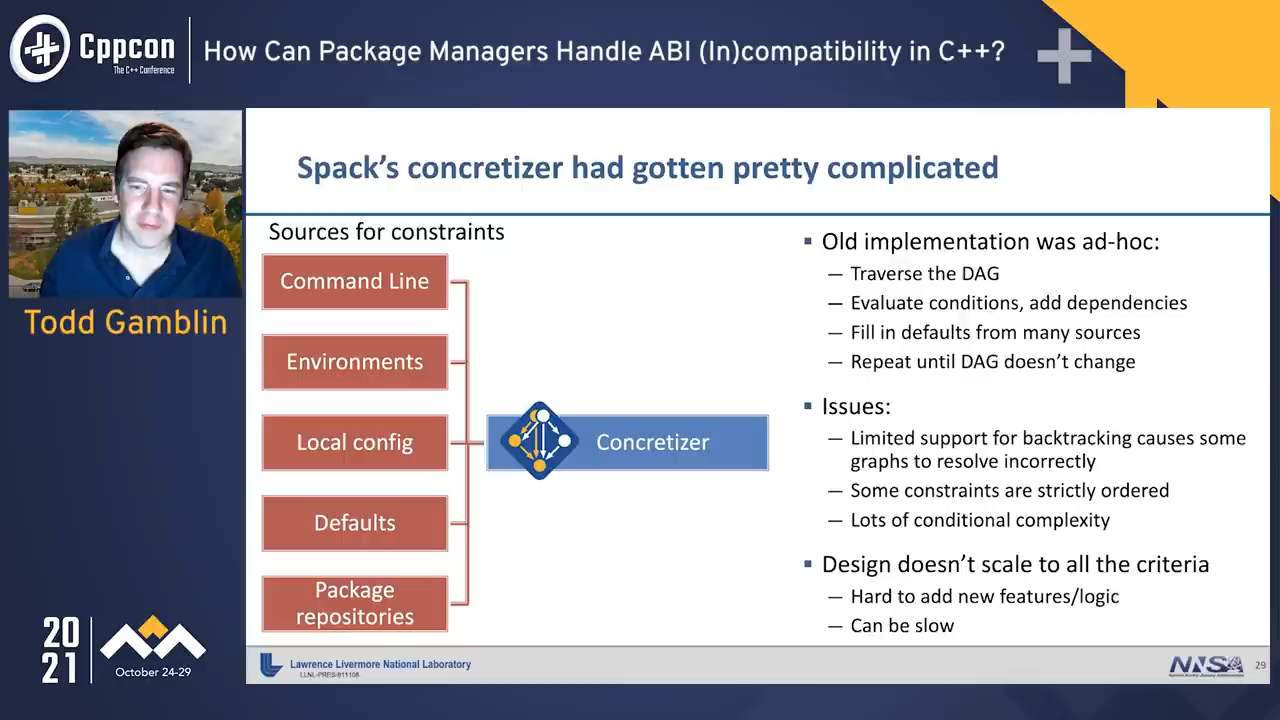 Cppcon
The C++ Conference
How Can Package Managers Handle ABI (In)compatibility in C++?
Todd Gamblin
Spack's concretizer had gotten pretty complicated
Sources for constraints
Command Line
Environments
Local config
Defaults
Package
repositories
Concretizer
Old implementation was ad-hoc:
— Traverse the DAG
— Evaluate conditions, add dependencies
— Fill in defaults from many sources
— Repeat until DAG doesn't change
Issues:
— Limited support for backtracking causes some
graphs to resolve incorrectly
— Some constraints are strictly ordered
— Lots of conditional complexity
Design doesn't scale to all the criteria
— Hard to add new features/logic
— Can be slow
20
21
October 24-29
Lawrence Livermore National Laboratory
LLNL-PRES-811108
NNSA
29